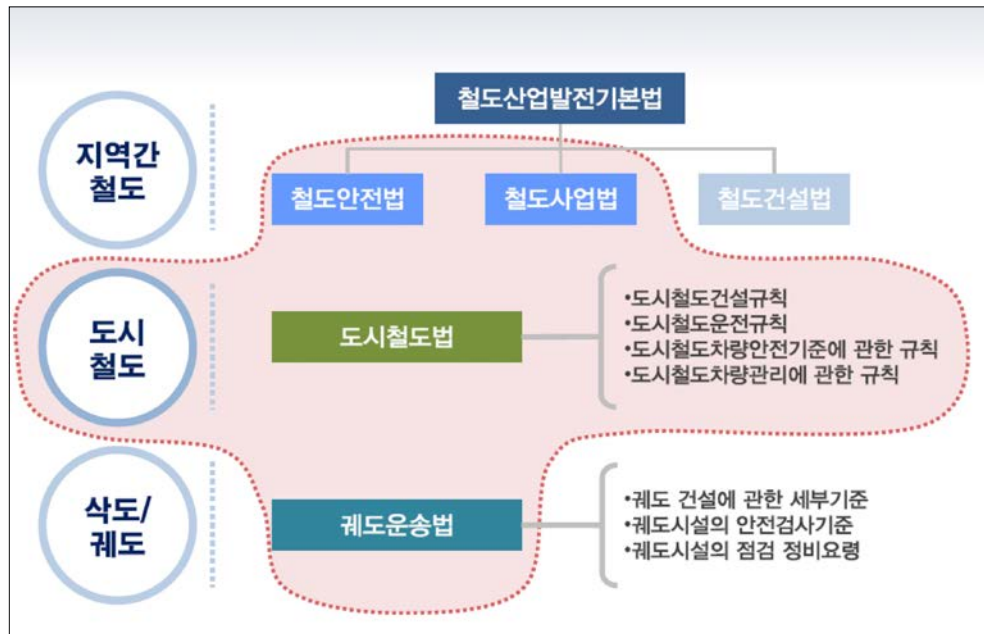 철도산업발전기본법
지역간
철도
철도안전법
철도사업법
철도건설법
도시
철도
도시철도법
•도시철도건설규칙
•도시철도운전규칙
•도시철도차량안전기준에 관한 규칙
•도시철도차량관리에 관한 규칙
삭도/
궤도
궤도운송법
•궤도 건설에 관한 세부기준
•궤도시설의 안전검사기준
•궤도시설의 점검 정비요령